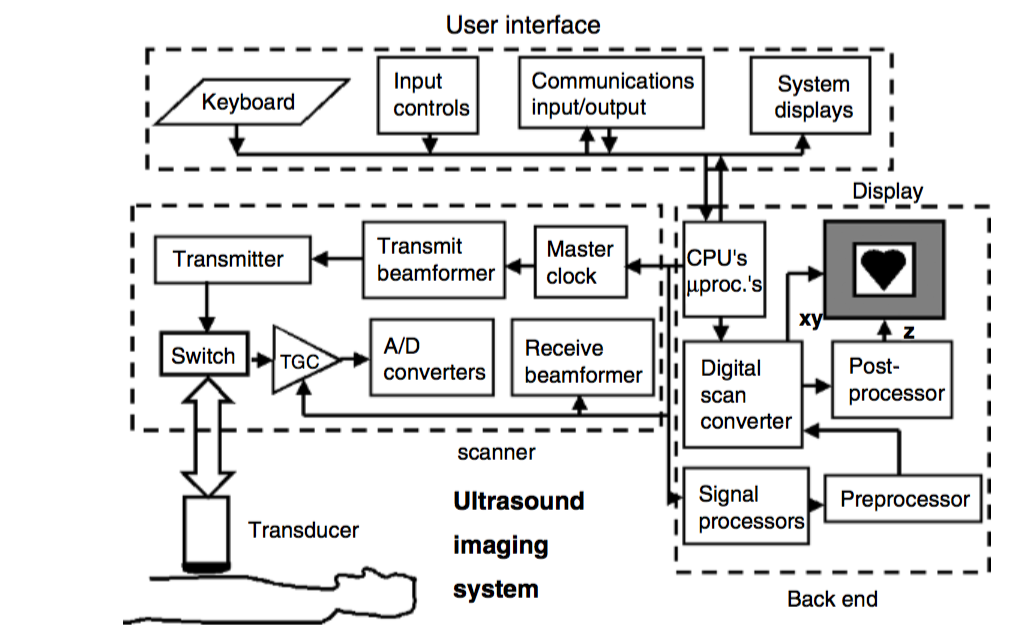 User interface
Keyboard
Input
controls
Communications
input/output
System
displays
Display
Transmitter
Transmit
beamformer
Master
clock
CPU's
μproc.'s
xy
z
Switch
TGC
A/D
converters
Receive
beamformer
Digital
scan
converter
Post-
processor
scanner
Signal
processors
Preprocessor
Transducer
Ultrasound
imaging
system
Back end